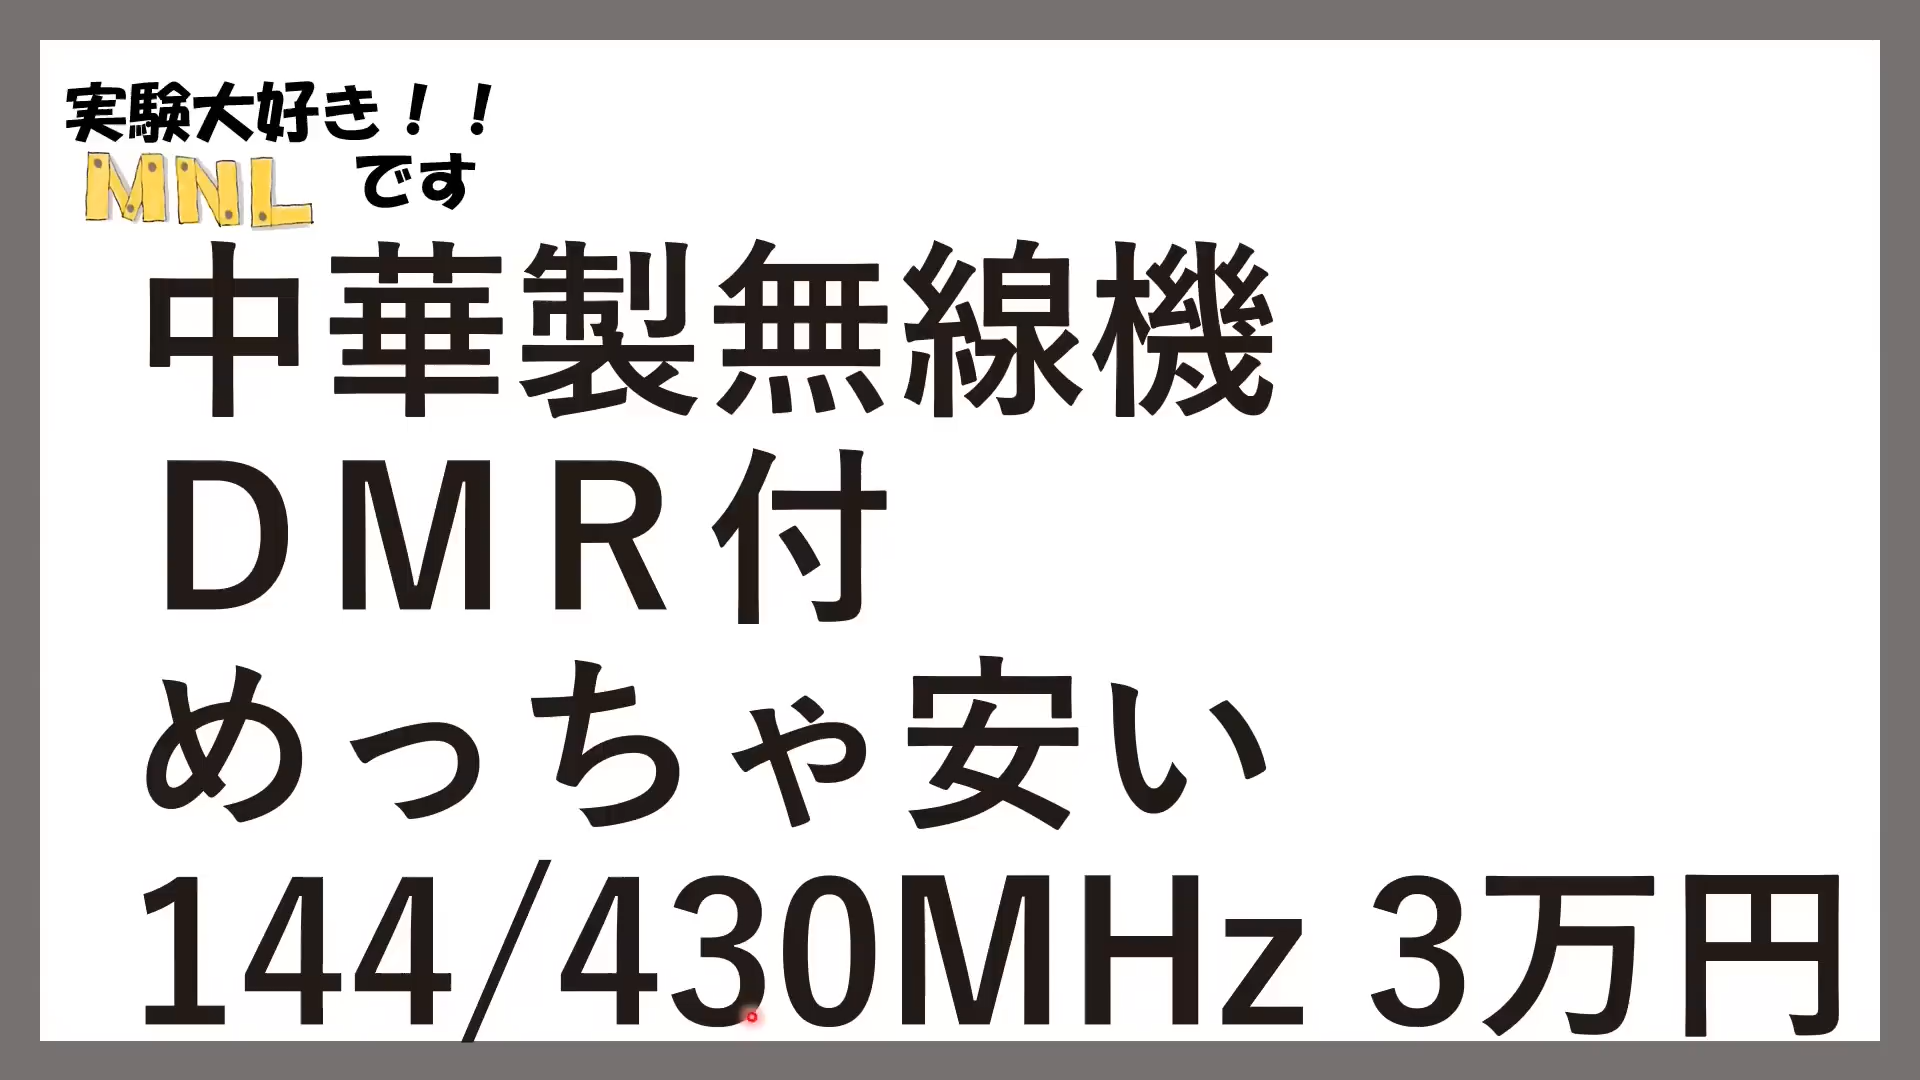 実験大好き！！
MNL です
中華製無線機
ＤＭＲ付
めっちゃ安い
144/430MHz 3万円